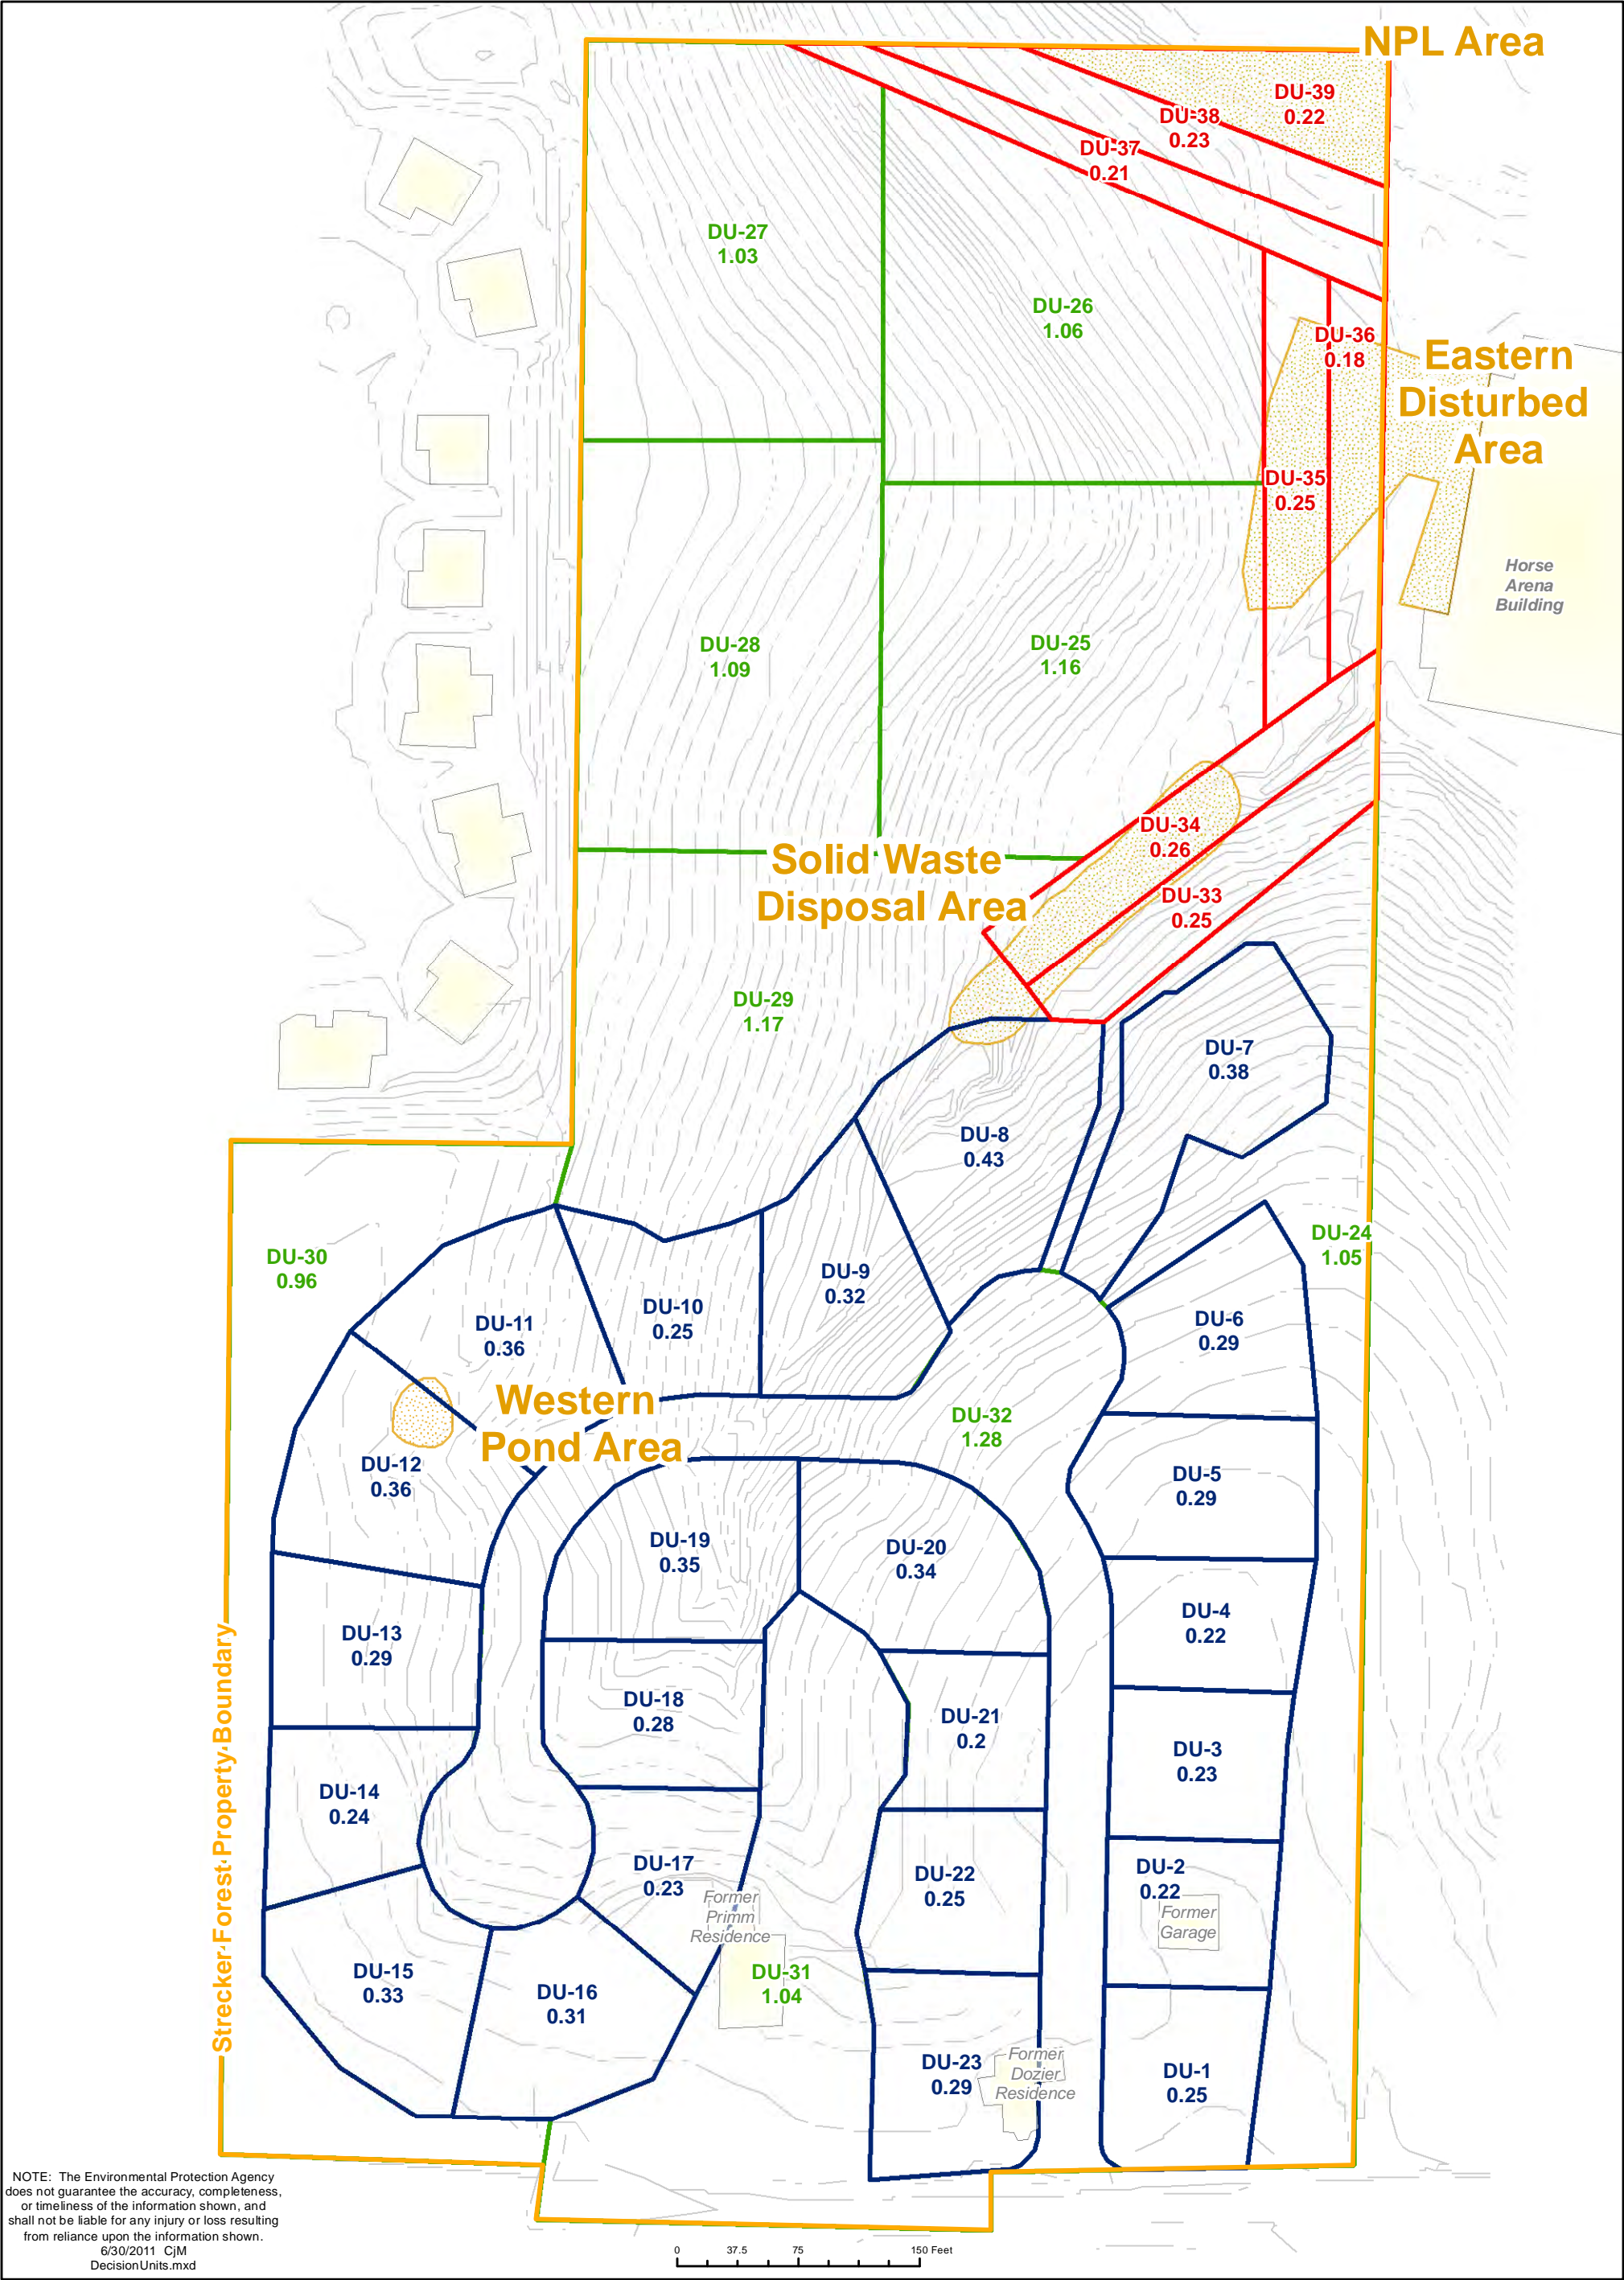 NPL Area
DU-39
0.22
DU-38
0.23
DU-37
0.21
DU-27
1.03
DU-26
1.06
DU-36
0.18
Eastern
Disturbed
Area
DU-35
0.25
Horse
Arena
Building
DU-28
1.09
DU-25
1.16
DU-34
0.26
Solid Waste
Disposal Area
DU-33
0.25
DU-29
1.17
DU-7
0.38
DU-8
0.43
DU-24
1.05
DU-30
0.96
DU-9
0.32
DU-10
0.25
DU-11
0.36
DU-6
0.29
Western
Pond Area
DU-32
1.28
DU-12
0.36
DU-5
0.29
DU-19
0.35
DU-20
0.34
DU-4
0.22
DU-13
0.29
DU-18
0.28
DU-21
0.2
DU-3
0.23
DU-14
0.24
Strecker Forest Property Boundary
DU-17
0.23
DU-22
0.25
DU-2
0.22
Former
Garage
Former
Primm
Residence
DU-15
0.33
DU-16
0.31
DU-31
1.04
DU-23
0.29
Former
Dozier
Residence
DU-1
0.25
NOTE: The Environmental Protection Agency
does not guarantee the accuracy, completeness,
or timeliness of the information shown, and
shall not be liable for any injury or loss resulting
from reliance upon the information shown.
6/30/2011 CjM
DecisionUnits.mxd
0 37.5 75 150 Feet